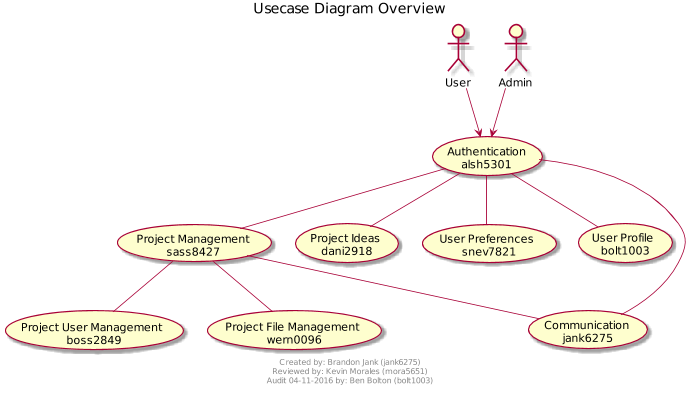 Usecase Diagram Overview
User
Admin
Authentication
alsh5301
Project Management
sass8427
Project Ideas
dani2918
User Preferences
snev7821
User Profile
bolt1003
Project User Management
boss2849
Project File Management
wem0096
Communication
jank6275
Created by: Brandon Jank (jank6275)
Reviewed by: Kevin Morales (mora5651)
Audit 04-11-2016 by: Ben Bolton (bolt1003)